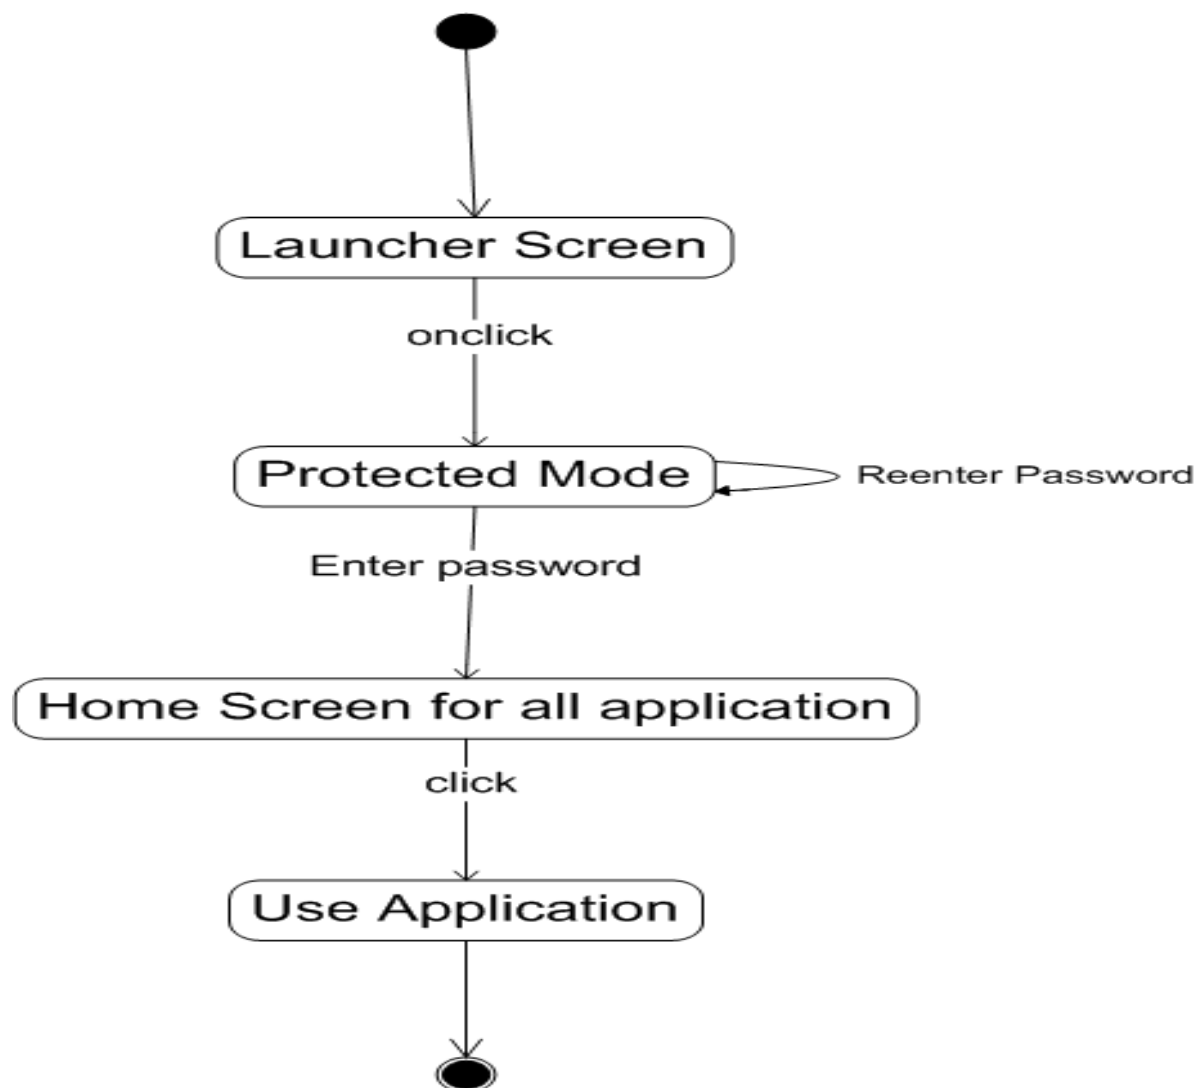 Launcher Screen
onclick
Protected Mode
Reenter Password
Enter password
Home Screen for all application
click
Use Application